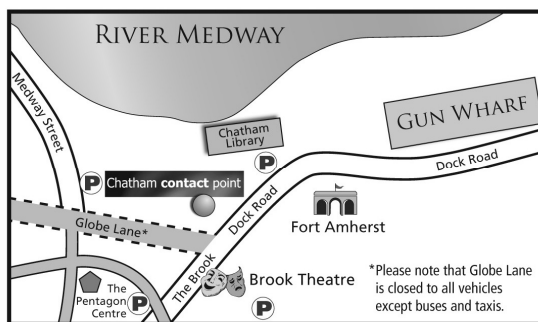 RIVER MEDWAY
Medway Street
Chatham
Library
GUN WHARF
P
P
Chatham contact point
Dock Road
Dock Road
Globe Lane*
Fort Amherst
The Brook
Brook Theatre
The
Pentagon
Centre
P
P
*Please note that Globe Lane
is closed to all vehicles
except buses and taxis.